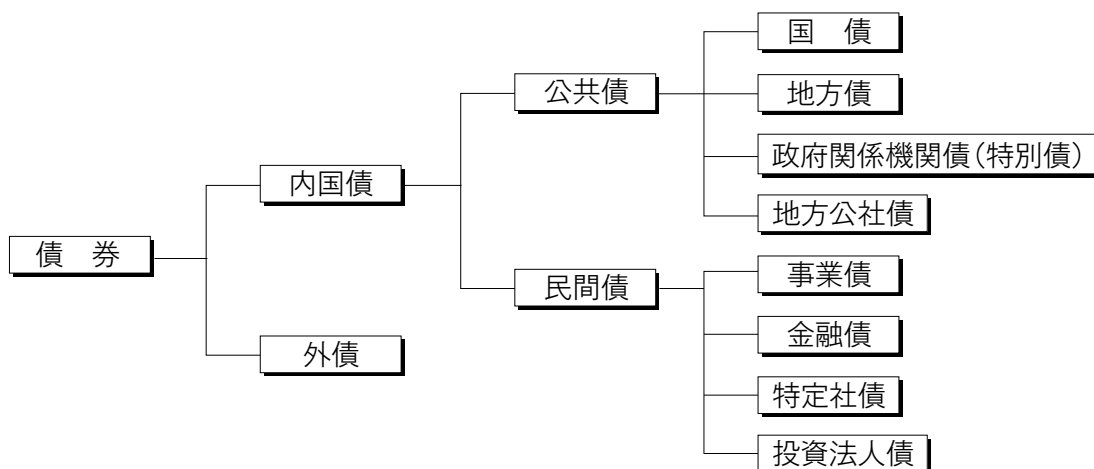 債　券
内国債
外債
公共債
民間債
国　債
地方債
政府関係機関債（特別債）
地方公社債
事業債
金融債
特定社債
投資法人債